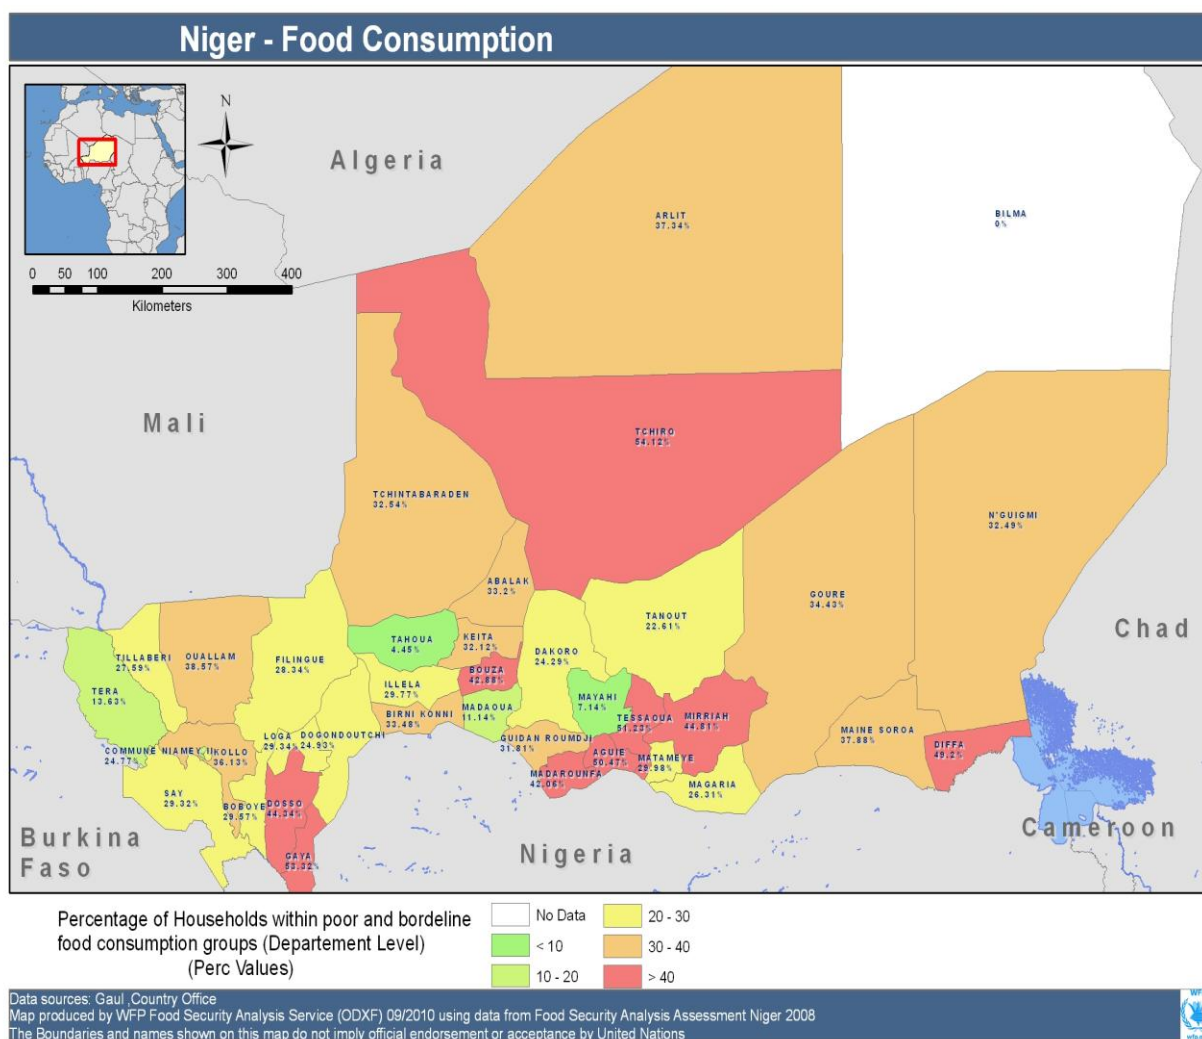 Niger - Food Consumption
N
Algeria
0 50 100 200 300 400
Kilometers
ARLIT
37.34%
BILMA
0%
Mali
TCHIRO
54.12%
TCHINTABARADEN
32.54%
N'GUIGMI
32.49%
ABALAK
33.2%
GOURE
34.43%
TANOUT
22.61%
Chad
TAHOUA
4.45%
KEITA
32.12%
DAKORO
24.29%
TILLABERI
27.59%
OUALLAM
38.57%
FILINGUE
28.34%
BOUZA
42.88%
ILLELA
29.77%
TERA
13.63%
MADAOUA
11.14%
MAYAHI
7.14%
BIRNI KONNI
33.48%
TESSAOUA
51.23%
MIRRIAH
44.81%
MAINE SOROA
37.88%
LOGA
29.34%
DOGONDOUTCHI
24.93%
GUIDAN ROUMDJI
31.81%
DIFFA
49.2%
COMMUNE NIAMEY
24.77%
KOLLO
36.13%
AGUIE
50.47%
MATAMEYE
29.98%
MADAROUNFA
42.06%
MAGARIA
26.31%
SAY
29.32%
BOBOYE
29.57%
DOSSO
44.34%
GAYA
53.32%
Burkina
Faso
Nigeria
Cameroon
Percentage of Households within poor and bordeline
food consumption groups (Departement Level)
(Perc Values)
No Data
< 10
10 - 20
20 - 30
30 - 40
> 40
Data sources: Gaul ,Country Office
Map produced by WFP Food Security Analysis Service (ODXF) 09/2010 using data from Food Security Analysis Assessment Niger 2008
The Boundaries and names shown on this map do not imply official endorsement or acceptance by United Nations